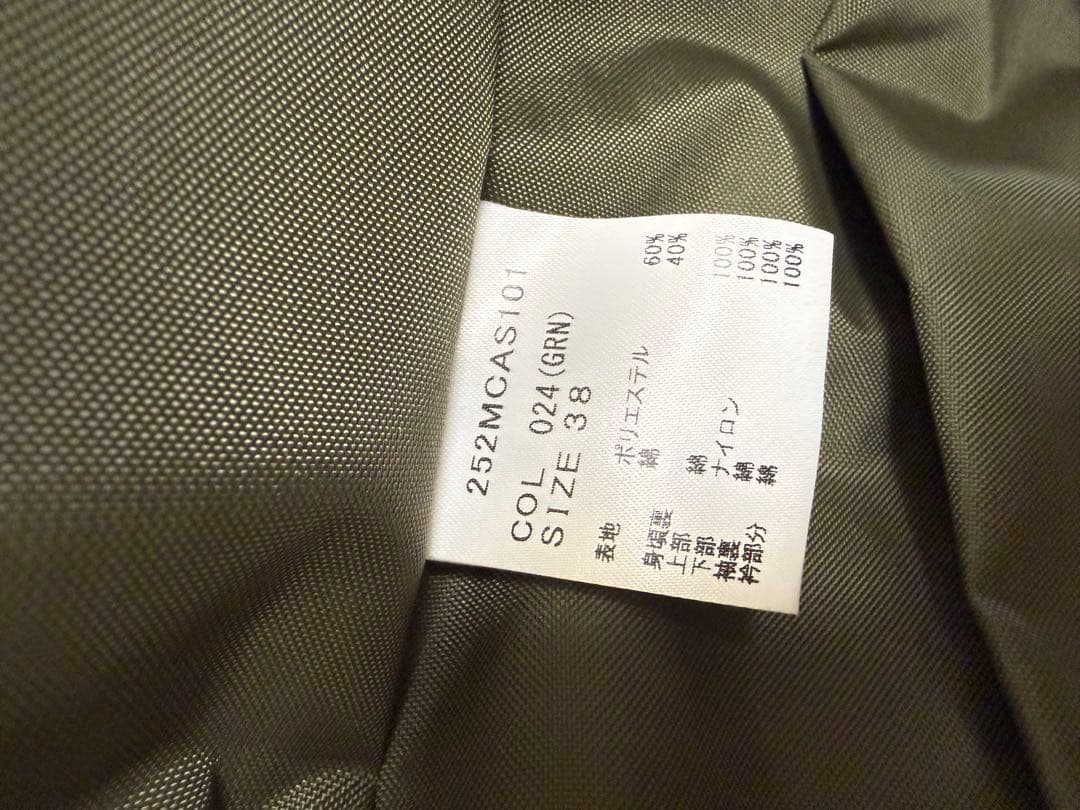 252MCAS101
COL 024(GRN)
SIZE 38
表地 ポリエステル 60%
綿 40%
身頃裏
上部 綿 100%
下部 ナイロン 100%
袖裏 綿 100%
衿部分 綿 100%